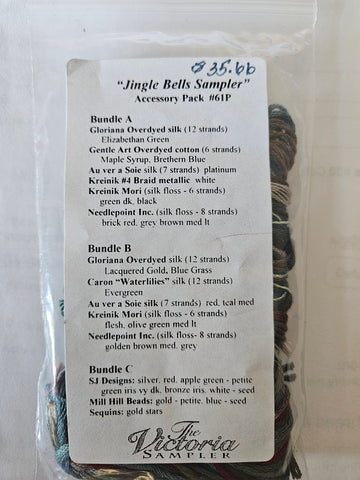 $35.66
"Jingle Bells Sampler"
Accessory Pack #61P
Bundle A
Gloriana Overdyed silk (12 strands)
Elizabethan Green
Gentle Art Overdyed cotton (6 strands)
Maple Syrup, Brethern Blue
Au ver a Soie silk (7 strands) platinum
Kreinik #4 Braid metallic white
Kreinik Mori (silk floss - 6 strands)
green dk, black
Needlepoint Inc. (silk floss - 8 strands)
brick red, grey brown med lt
Bundle B
Gloriana Overdyed silk (12 strands)
Lacquered Gold, Blue Grass
Caron "Waterlilies" silk (12 strands)
Evergreen
Au ver a Soie silk (7 strands) red, teal med
Kreinik Mori (silk floss - 6 strands)
flesh, olive green med lt
Needlepoint Inc. (silk floss- 8 strands)
golden brown med, grey
Bundle C
SJ Designs: silver, red, apple green - petite
green iris vy dk, bronze iris, white - seed
Mill Hill Beads: gold - petite, blue - seed
Sequins: gold stars
The
Victoria
SAMPLER